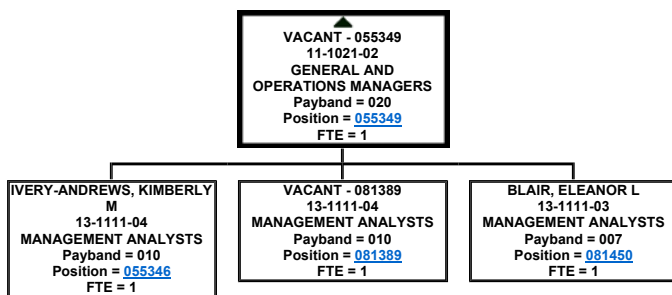 VACANT - 055349
11-1021-02
GENERAL AND
OPERATIONS MANAGERS
Payband = 020
Position = 055349
FTE = 1
IVERY-ANDREWS, KIMBERLY
M
13-1111-04
MANAGEMENT ANALYSTS
Payband = 010
Position = 055346
FTE = 1
VACANT - 081389
13-1111-04
MANAGEMENT ANALYSTS
Payband = 010
Position = 081389
FTE = 1
BLAIR, ELEANOR L
13-1111-03
MANAGEMENT ANALYSTS
Payband = 007
Position = 081450
FTE = 1